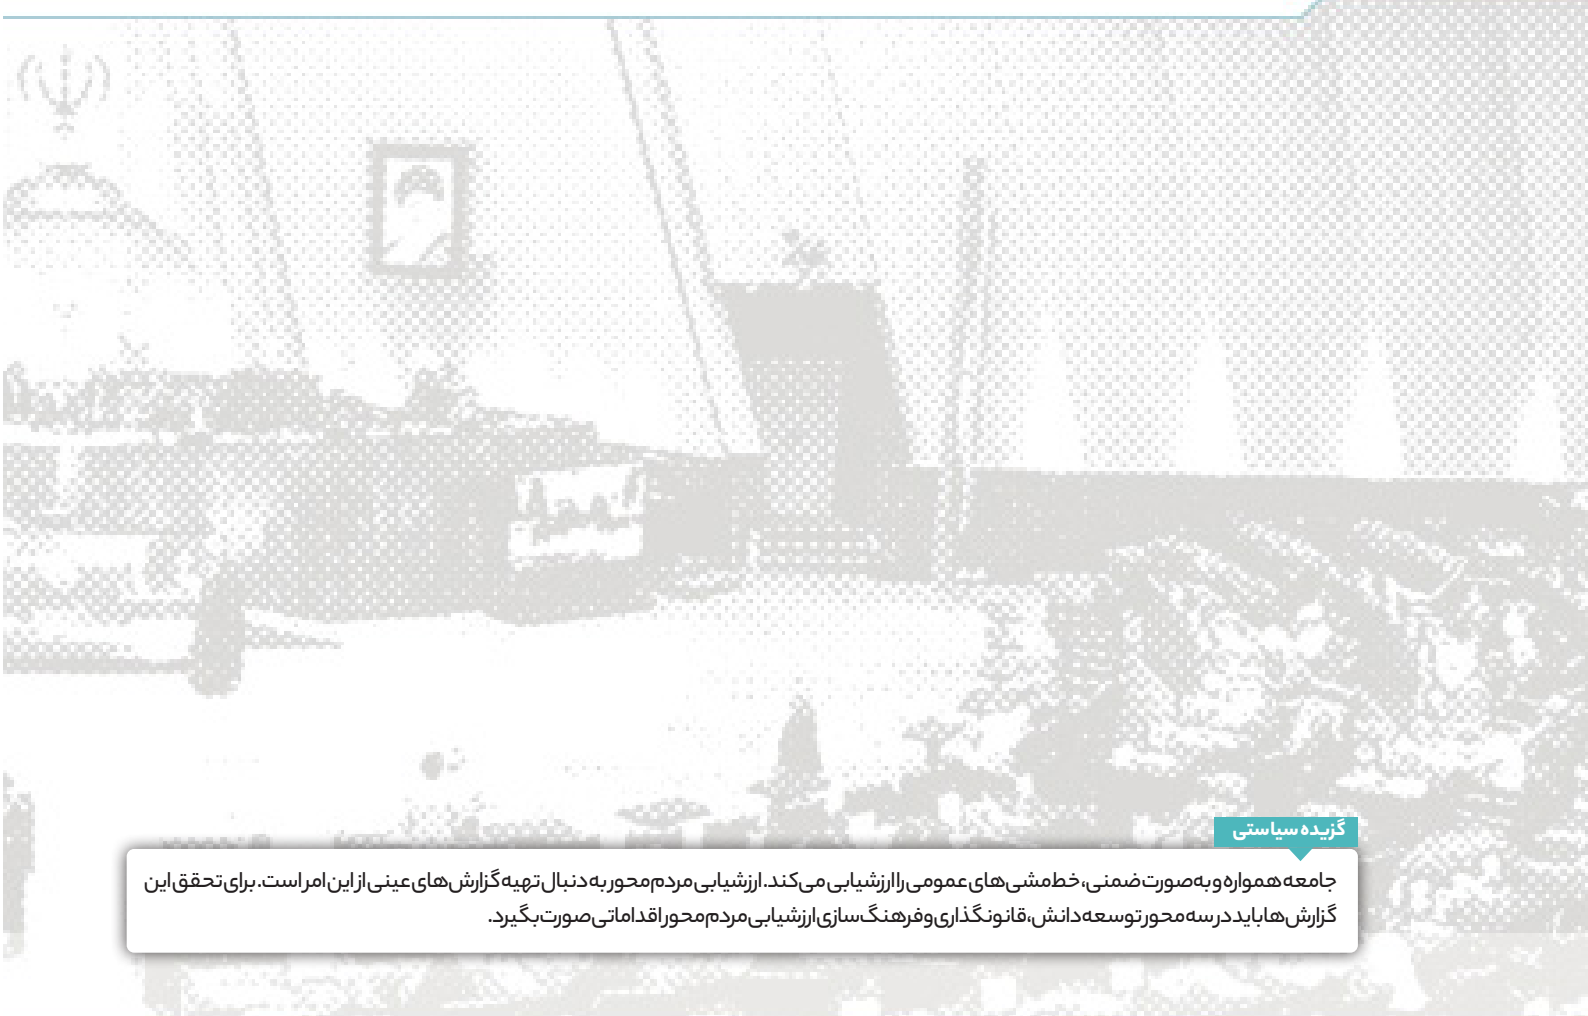 گزیده سیاستی
جامعه همواره و به‌صورت ضمنی، خط‌مشی‌های عمومی را ارزشیابی می‌کند. ارزشیابی مردم‌محور به دنبال تهیه گزارش‌های عینی از این امر است. برای تحقق این
گزارش‌ها باید در سه محور توسعه دانش، قانونگذاری و فرهنگ‌سازی ارزشیابی مردم‌محور اقداماتی صورت بگیرد.